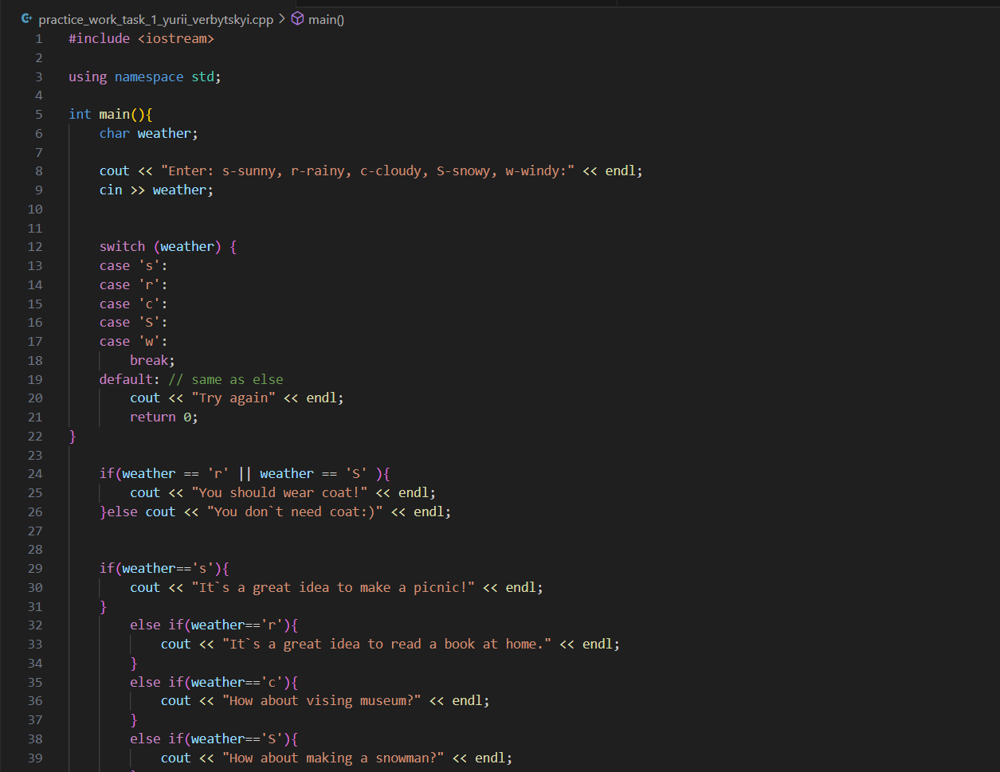 practice_work_task_1_yurii_verbytskyi.cpp > main()
1 #include <iostream>
2
3 using namespace std;
4
5 int main(){
6     char weather;
7
8     cout << "Enter: s-sunny, r-rainy, c-cloudy, S-snowy, w-windy:" << endl;
9     cin >> weather;
10
11
12     switch (weather) {
13     case 's':
14     case 'r':
15     case 'c':
16     case 'S':
17     case 'w':
18         break;
19     default: // same as else
20         cout << "Try again" << endl;
21         return 0;
22 }
23
24     if(weather == 'r' || weather == 'S' ){
25         cout << "You should wear coat!" << endl;
26     }else cout << "You don`t need coat:)" << endl;
27
28
29     if(weather=='s'){
30         cout << "It`s a great idea to make a picnic!" << endl;
31     }
32         else if(weather=='r'){
33             cout << "It`s a great idea to read a book at home." << endl;
34         }
35         else if(weather=='c'){
36             cout << "How about vising museum?" << endl;
37         }
38         else if(weather=='S'){
39             cout << "How about making a snowman?" << endl;